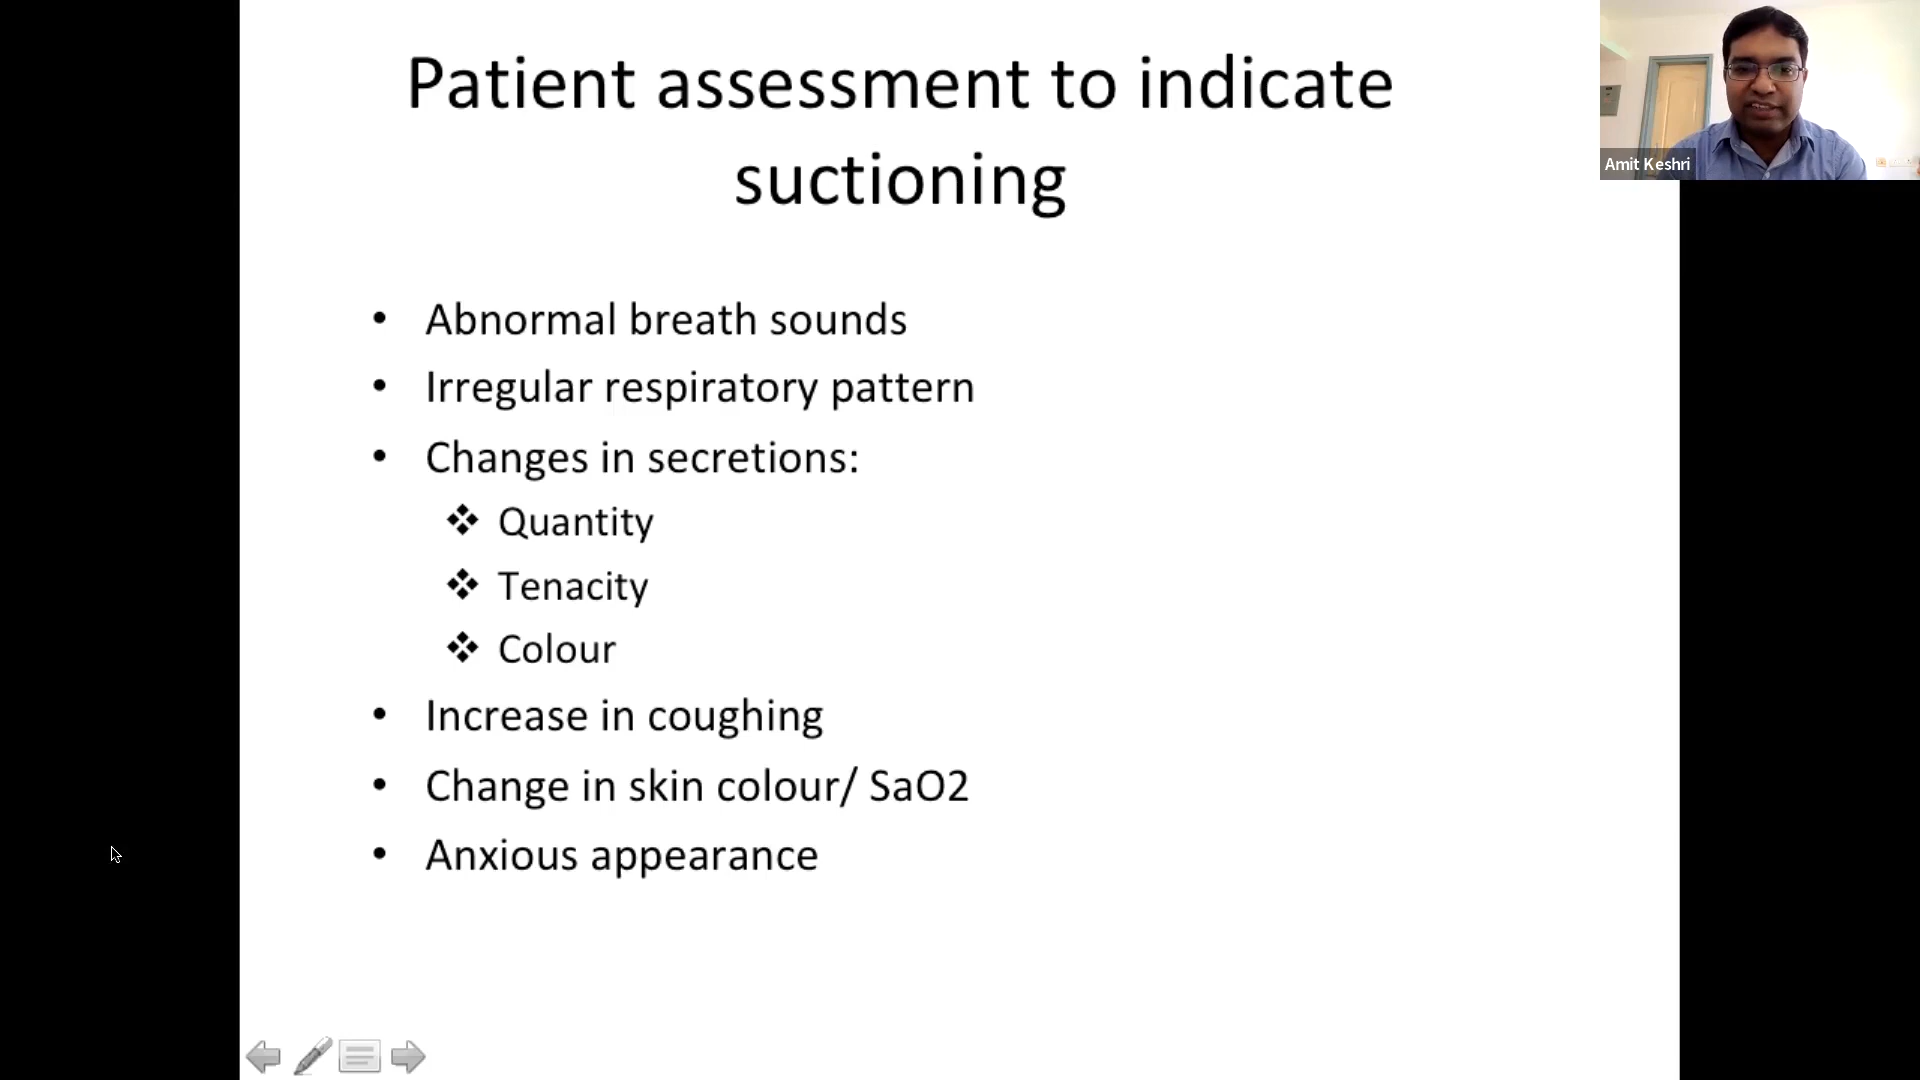 Patient assessment to indicate
suctioning
Amit Keshri
• Abnormal breath sounds
• Irregular respiratory pattern
• Changes in secretions:
❖ Quantity
❖ Tenacity
❖ Colour
• Increase in coughing
• Change in skin colour/ SaO2
• Anxious appearance